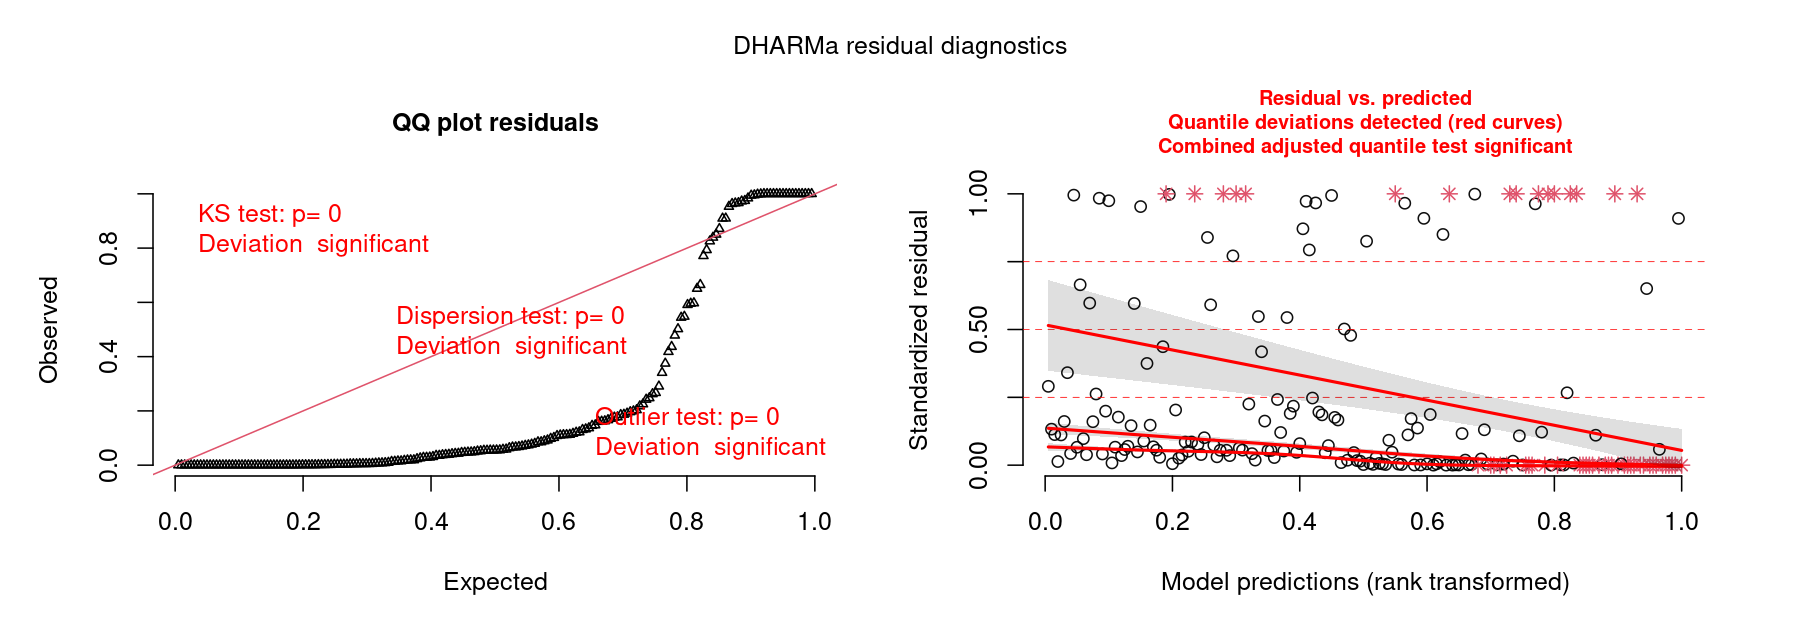 DHARMa residual diagnostics
QQ plot residuals
KS test: p= 0
Deviation  significant
Dispersion test: p= 0
Deviation  significant
Outlier test: p= 0
Deviation  significant
Observed
0.0
0.4
0.8
0.0
0.2
0.4
0.6
0.8
1.0
Expected
Residual vs. predicted
Quantile deviations detected (red curves)
Combined adjusted quantile test significant
Standardized residual
0.00
0.50
1.00
0.0
0.2
0.4
0.6
0.8
1.0
Model predictions (rank transformed)